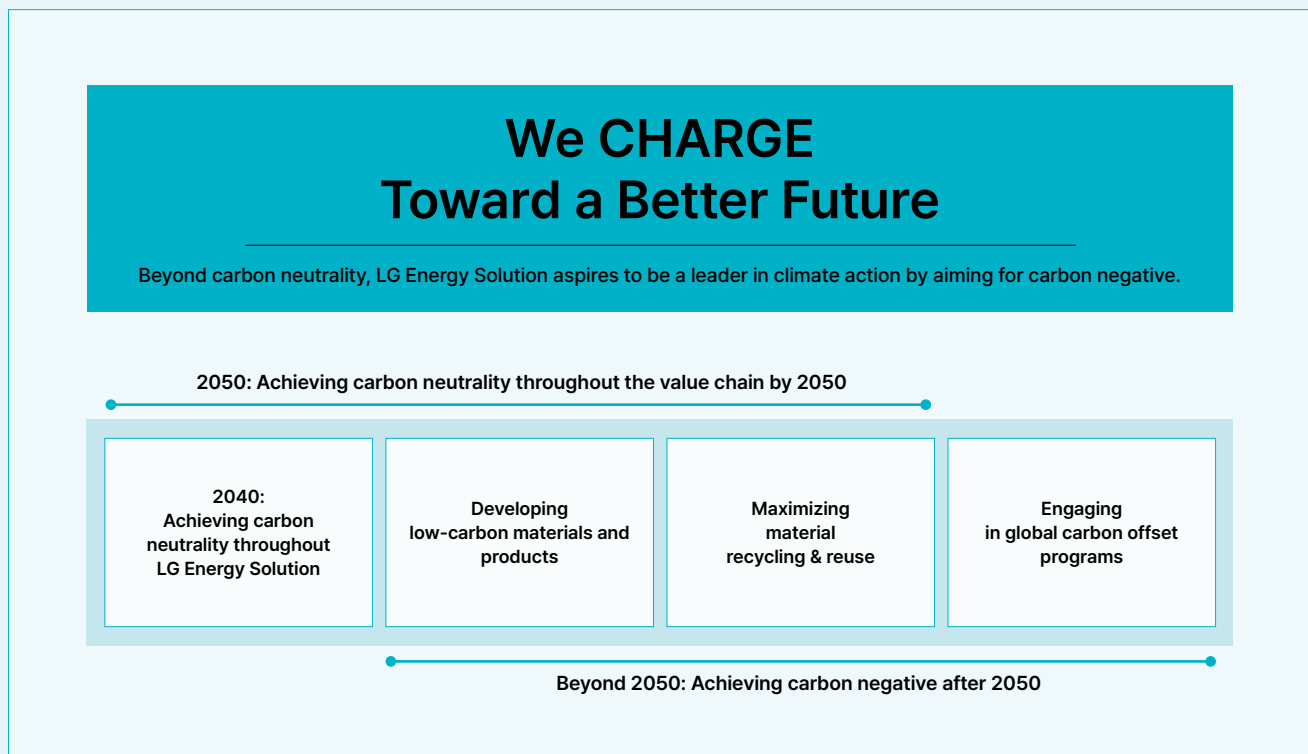 We CHARGE
Toward a Better Future
Beyond carbon neutrality, LG Energy Solution aspires to be a leader in climate action by aiming for carbon negative.
2050: Achieving carbon neutrality throughout the value chain by 2050
2040:
Achieving carbon
neutrality throughout
LG Energy Solution
Developing
low-carbon materials and
products
Maximizing
material
recycling & reuse
Engaging
in global carbon offset
programs
Beyond 2050: Achieving carbon negative after 2050